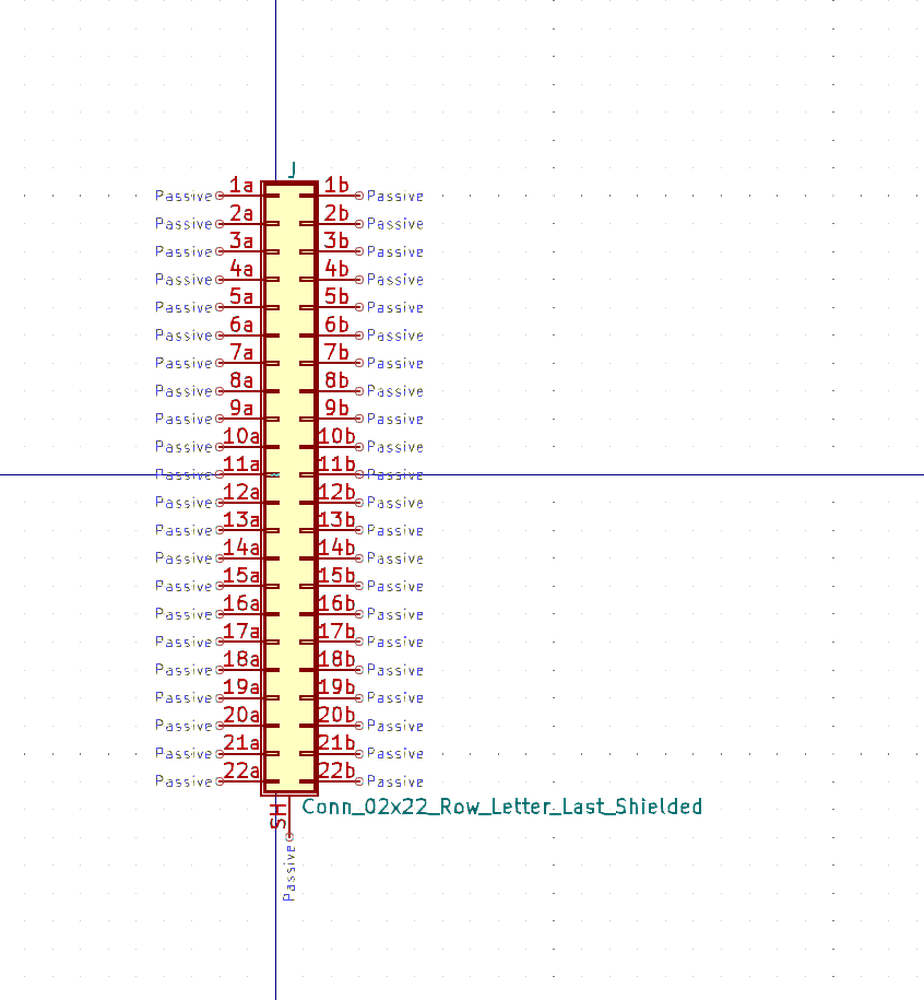 J
Passive 1a 1b Passive
Passive 2a 2b Passive
Passive 3a 3b Passive
Passive 4a 4b Passive
Passive 5a 5b Passive
Passive 6a 6b Passive
Passive 7a 7b Passive
Passive 8a 8b Passive
Passive 9a 9b Passive
Passive 10a 10b Passive
Passive 11a 11b Passive
Passive 12a 12b Passive
Passive 13a 13b Passive
Passive 14a 14b Passive
Passive 15a 15b Passive
Passive 16a 16b Passive
Passive 17a 17b Passive
Passive 18a 18b Passive
Passive 19a 19b Passive
Passive 20a 20b Passive
Passive 21a 21b Passive
Passive 22a 22b Passive
SH
Conn_02x22_Row_Letter_Last_Shielded
Passive